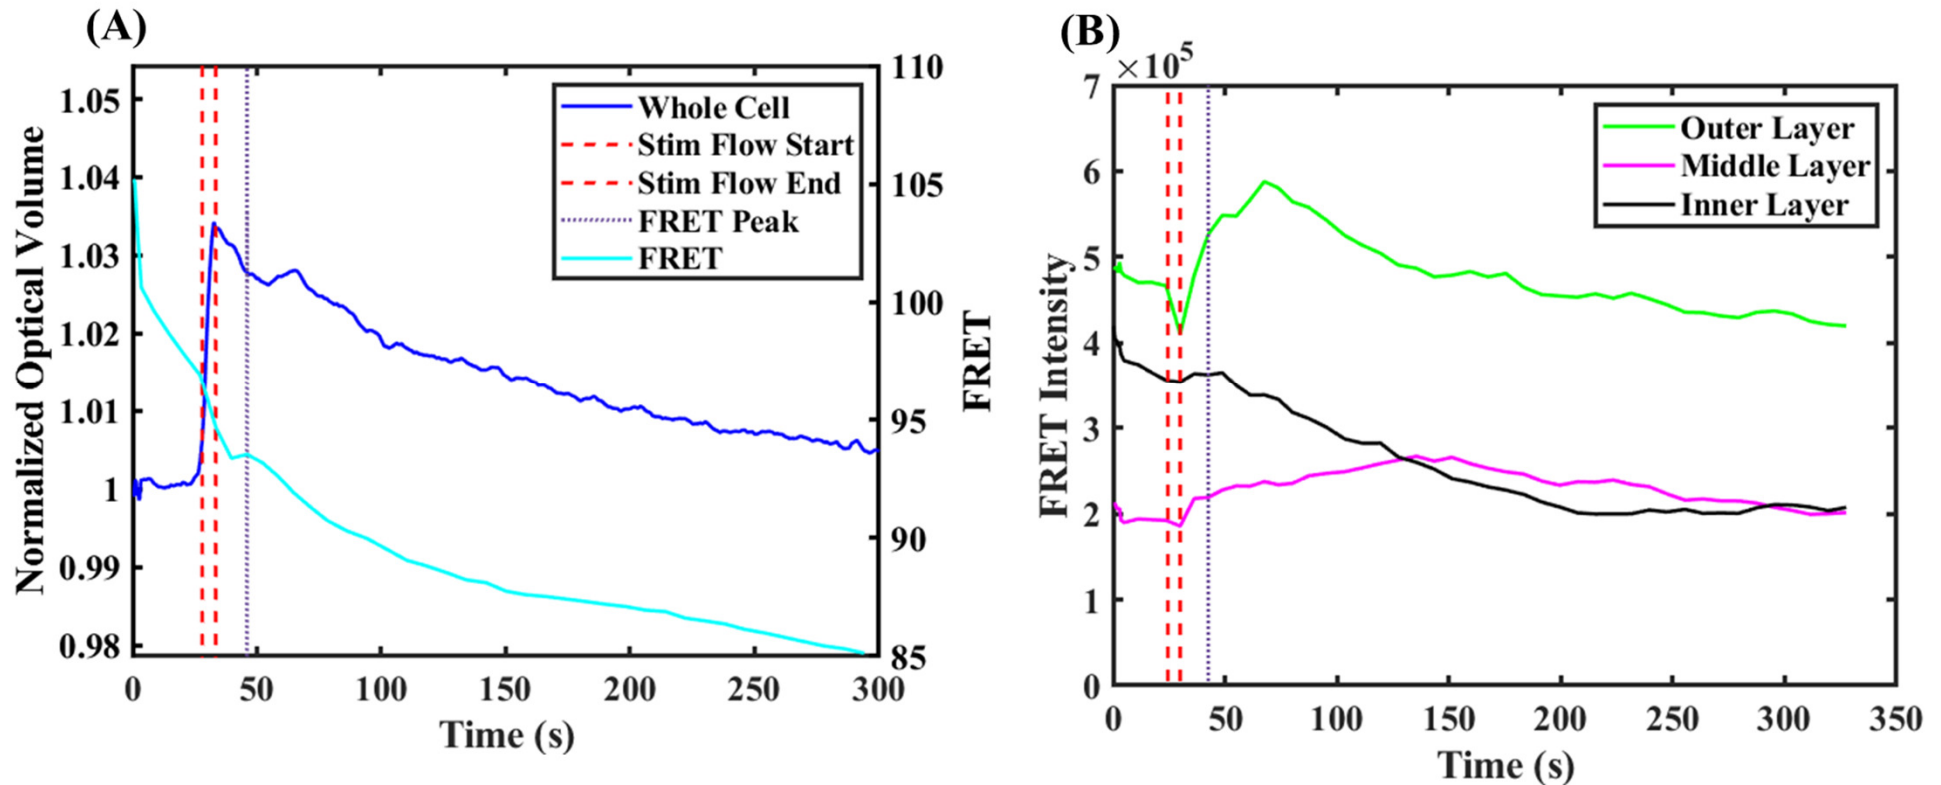 (A)
Normalized Optical Volume
1.05
1.04
1.03
1.02
1.01
1
0.99
0.98
110
105
100
95
90
85
FRET
0 50 100 150 200 250 300
Time (s)
Whole Cell
Stim Flow Start
Stim Flow End
FRET Peak
FRET
(B)
×10⁵
FRET Intensity
7
6
5
4
3
2
1
0
0 50 100 150 200 250 300 350
Time (s)
Outer Layer
Middle Layer
Inner Layer